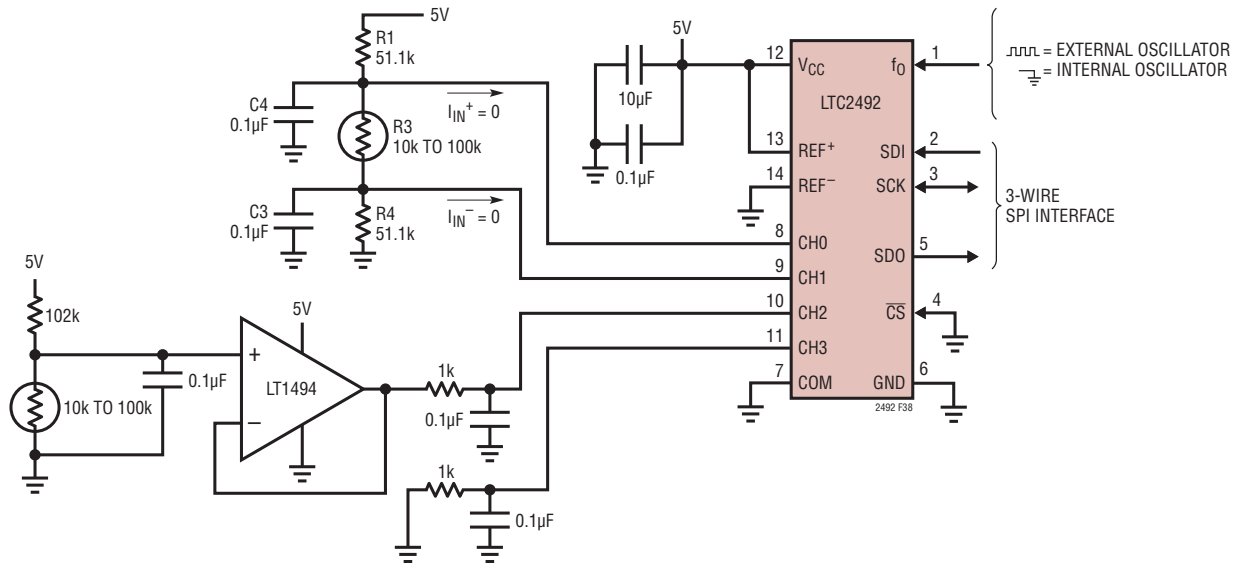 5V
R1
51.1k
C4
0.1µF
I_IN⁺ = 0
R3
10k TO 100k
C3
0.1µF
R4
51.1k
I_IN⁻ = 0
5V
102k
10k TO 100k
0.1µF
5V
+
LT1494
−
1k
0.1µF
1k
0.1µF
5V
10µF
0.1µF
12
V_CC
13
REF⁺
14
REF⁻
8
CH0
9
CH1
10
CH2
11
CH3
7
COM
LTC2492
f_O
1
SDI
2
SCK
3
SDO
5
C̅S̅
4
GND
6
2492 F38
= EXTERNAL OSCILLATOR
= INTERNAL OSCILLATOR
3-WIRE
SPI INTERFACE